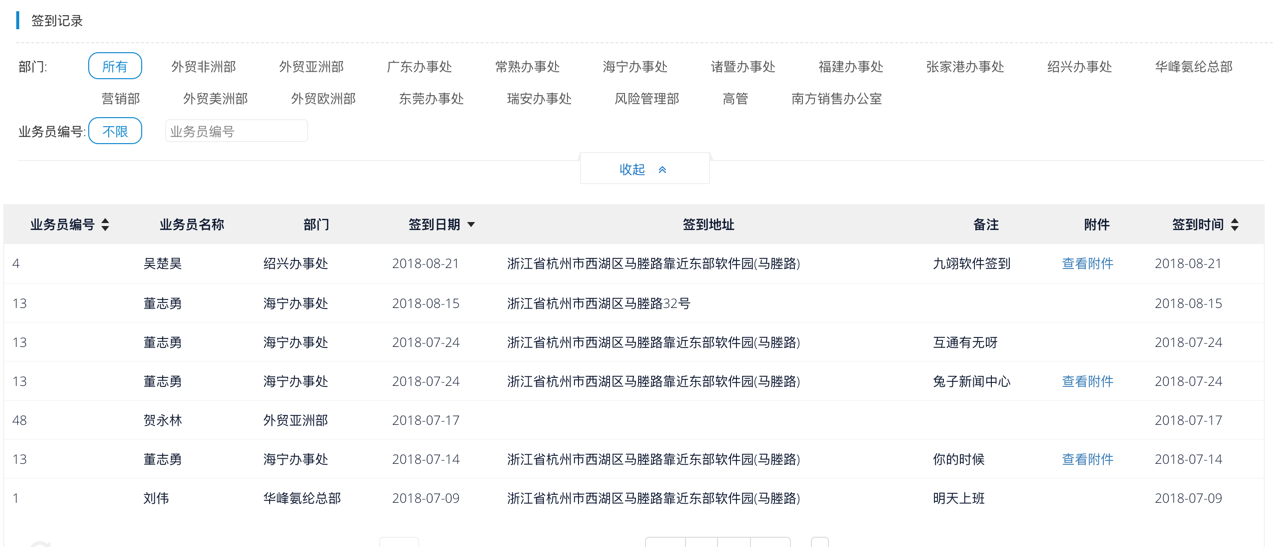 签到记录
部门: 所有 外贸非洲部 外贸亚洲部 广东办事处 常熟办事处 海宁办事处 诸暨办事处 福建办事处 张家港办事处 绍兴办事处 华峰氨纶总部
营销部 外贸美洲部 外贸欧洲部 东莞办事处 瑞安办事处 风险管理部 高管 南方销售办公室
业务员编号: 不限 业务员编号
收起
业务员编号 业务员名称 部门 签到日期 签到地址 备注 附件 签到时间
4 吴楚昊 绍兴办事处 2018-08-21 浙江省杭州市西湖区马塍路靠近东部软件园(马塍路) 九翊软件签到 查看附件 2018-08-21
13 董志勇 海宁办事处 2018-08-15 浙江省杭州市西湖区马塍路32号 2018-08-15
13 董志勇 海宁办事处 2018-07-24 浙江省杭州市西湖区马塍路靠近东部软件园(马塍路) 互通有无呀 2018-07-24
13 董志勇 海宁办事处 2018-07-24 浙江省杭州市西湖区马塍路靠近东部软件园(马塍路) 兔子新闻中心 查看附件 2018-07-24
48 贺永林 外贸亚洲部 2018-07-17 2018-07-17
13 董志勇 海宁办事处 2018-07-14 浙江省杭州市西湖区马塍路靠近东部软件园(马塍路) 你的时候 查看附件 2018-07-14
1 刘伟 华峰氨纶总部 2018-07-09 浙江省杭州市西湖区马塍路靠近东部软件园(马塍路) 明天上班 2018-07-09